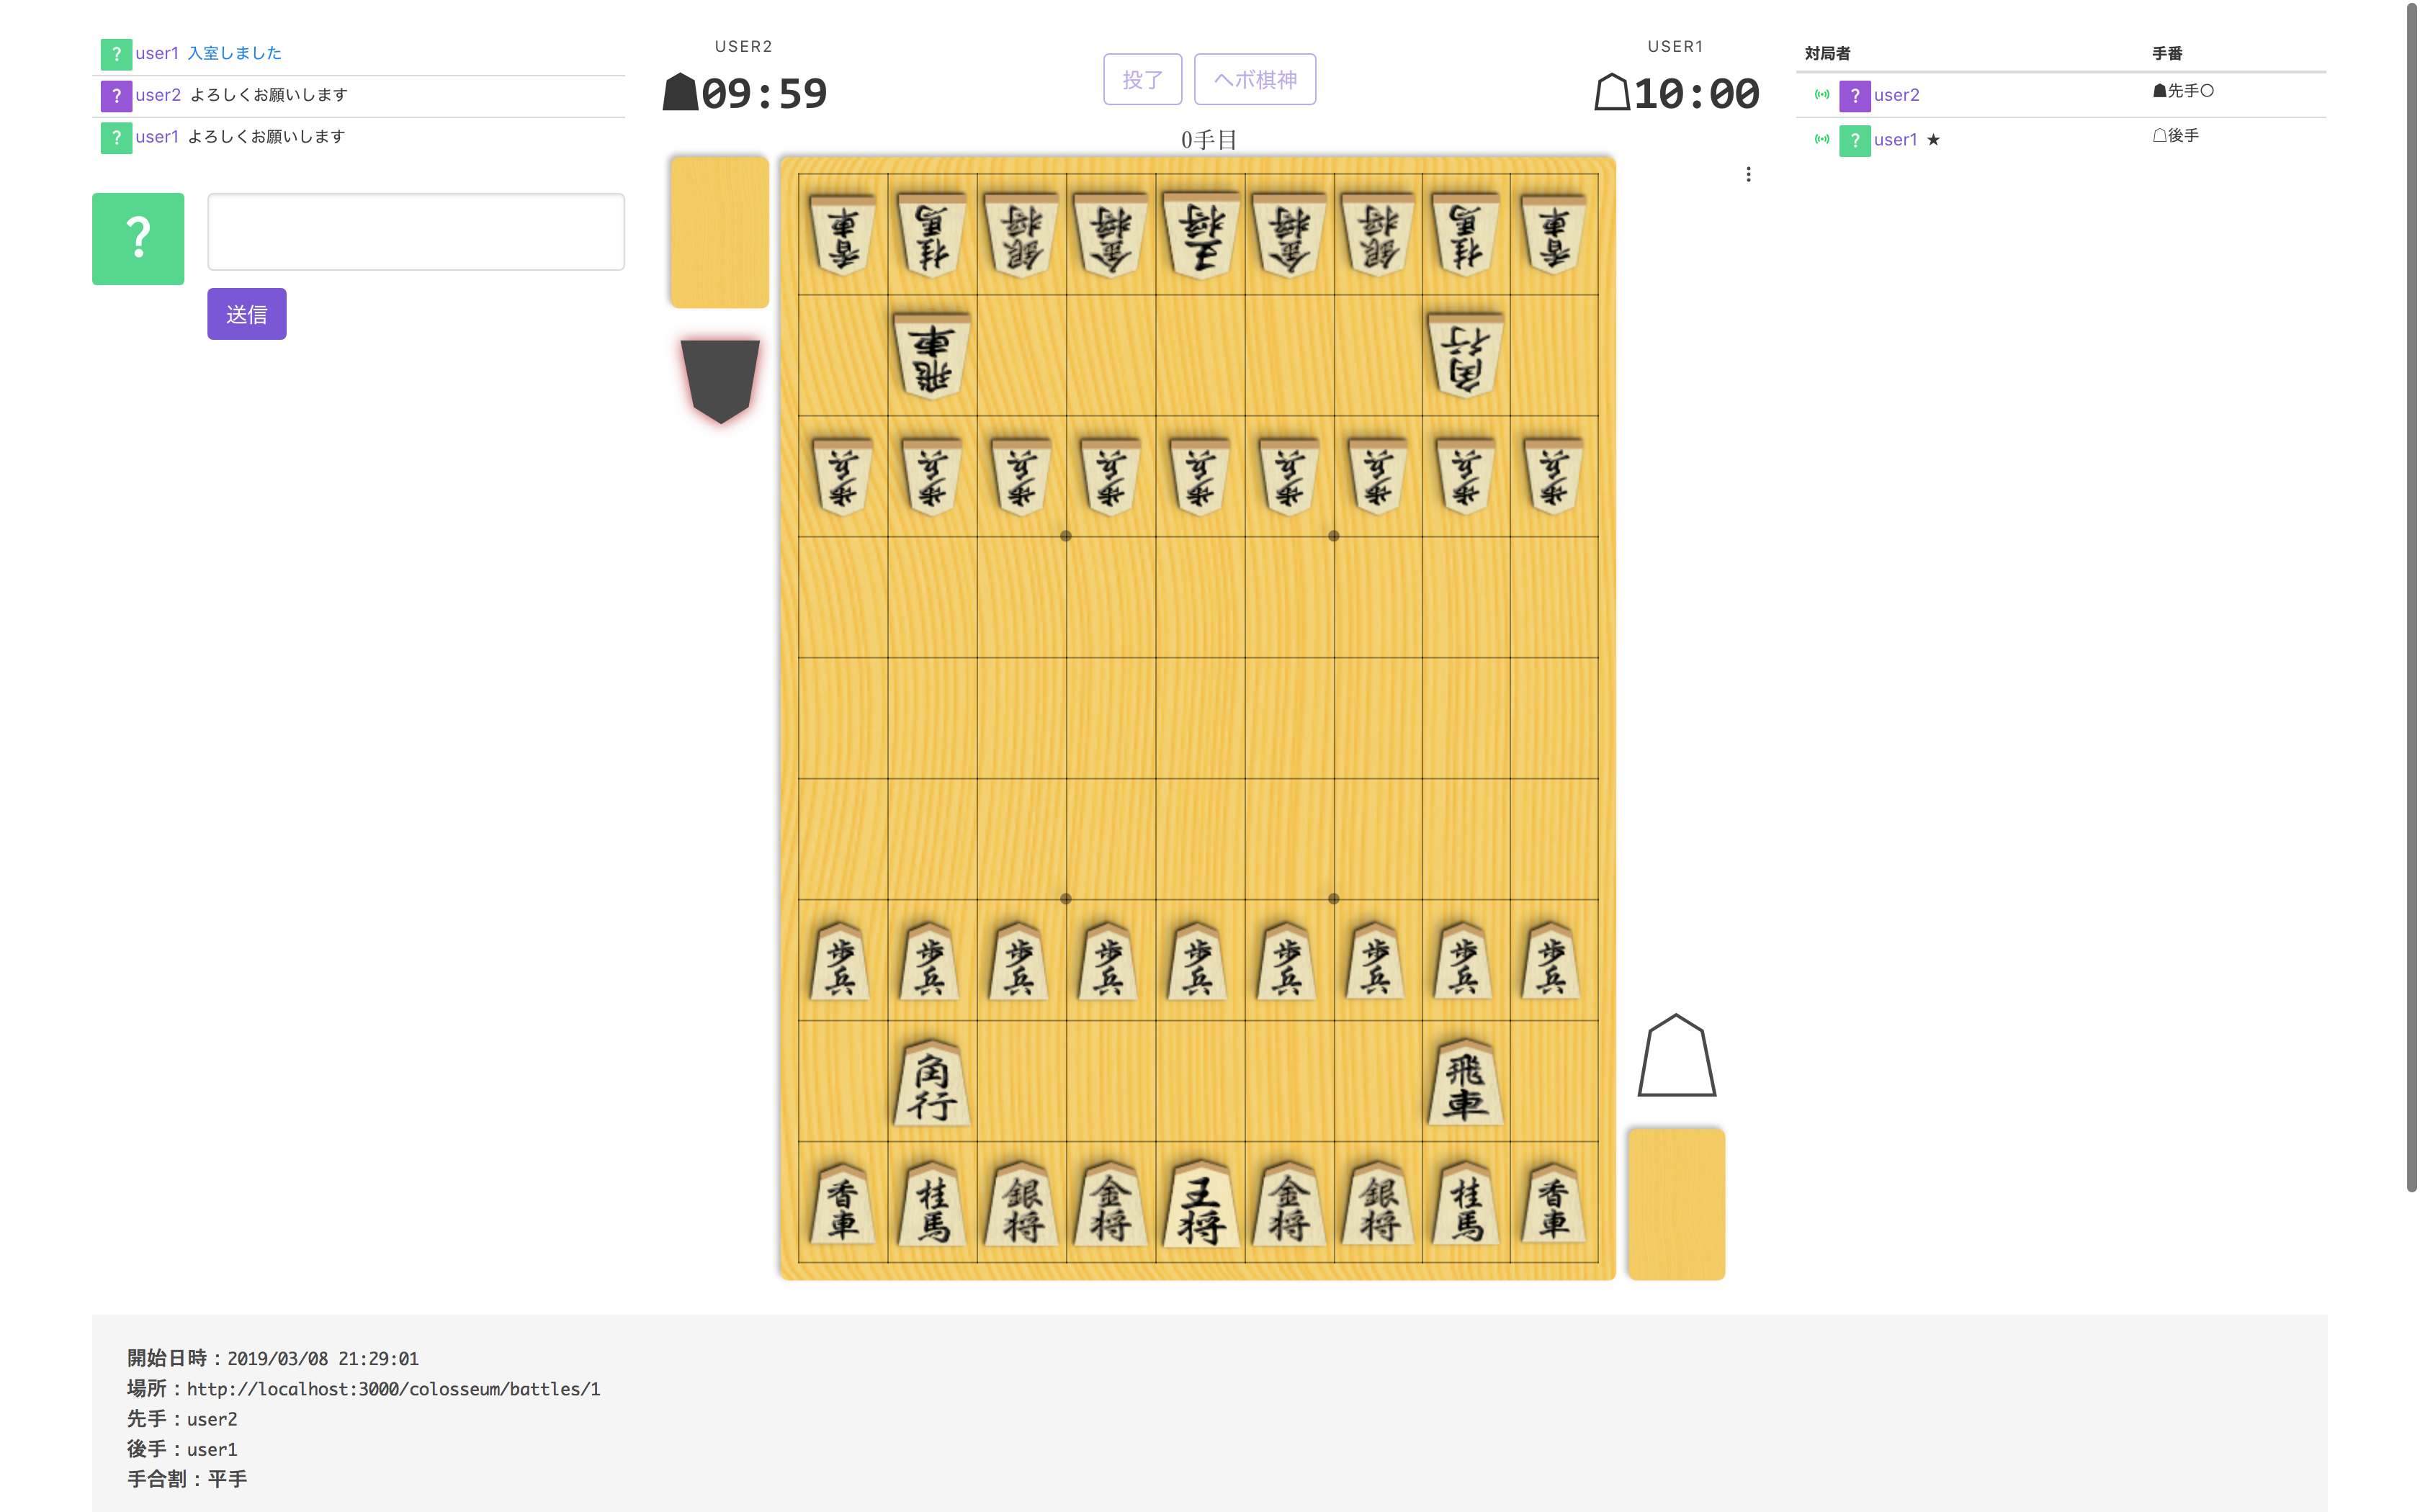 ? user1 入室しました
? user2 よろしくお願いします
? user1 よろしくお願いします
?
送信
USER2
09:59
投了 ヘボ棋神
USER1
10:00
0手目
対局者 手番
? user2 ☗先手○
? user1 ★ ☖後手
香車 桂馬 銀将 金将 王将 金将 銀将 桂馬 香車
飛車 角行
歩兵 歩兵 歩兵 歩兵 歩兵 歩兵 歩兵 歩兵 歩兵
歩兵 歩兵 歩兵 歩兵 歩兵 歩兵 歩兵 歩兵 歩兵
角行 飛車
香車 桂馬 銀将 金将 王将 金将 銀将 桂馬 香車
開始日時：2019/03/08 21:29:01
場所：http://localhost:3000/colosseum/battles/1
先手：user2
後手：user1
手合割：平手